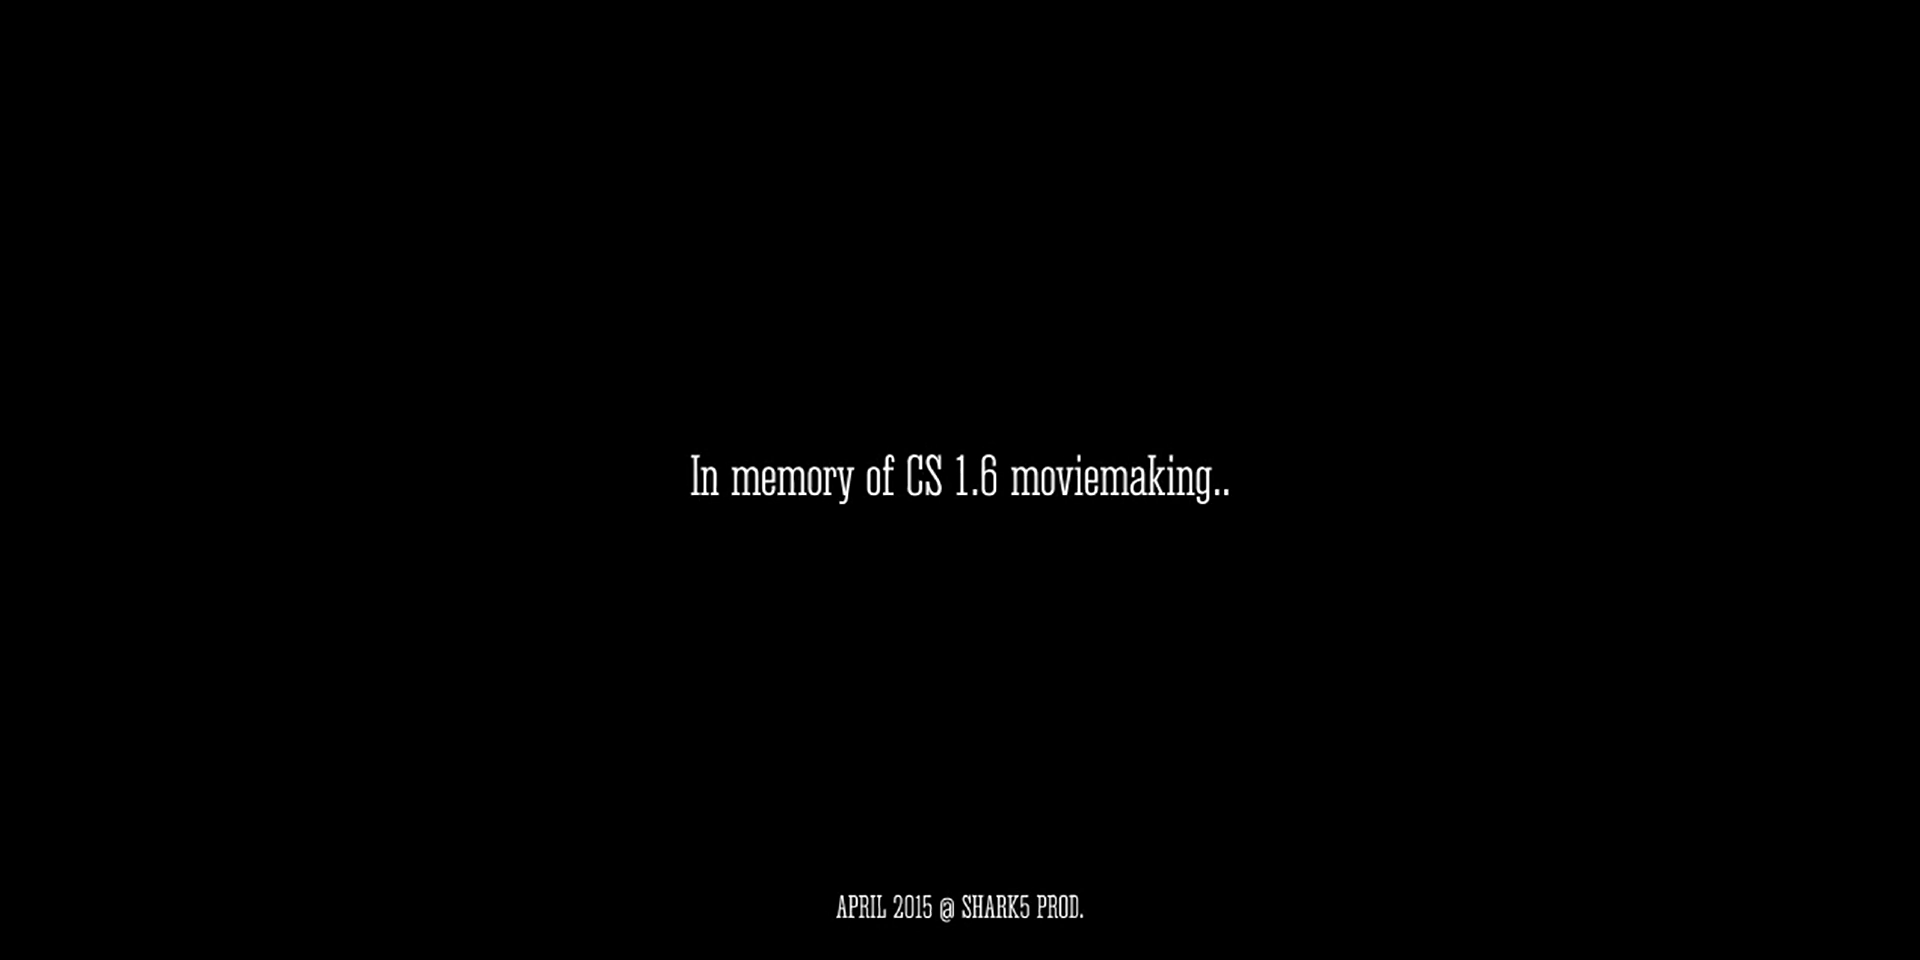 In memory of CS 1.6 moviemaking..
APRIL 2015 @ SHARK5 PROD.